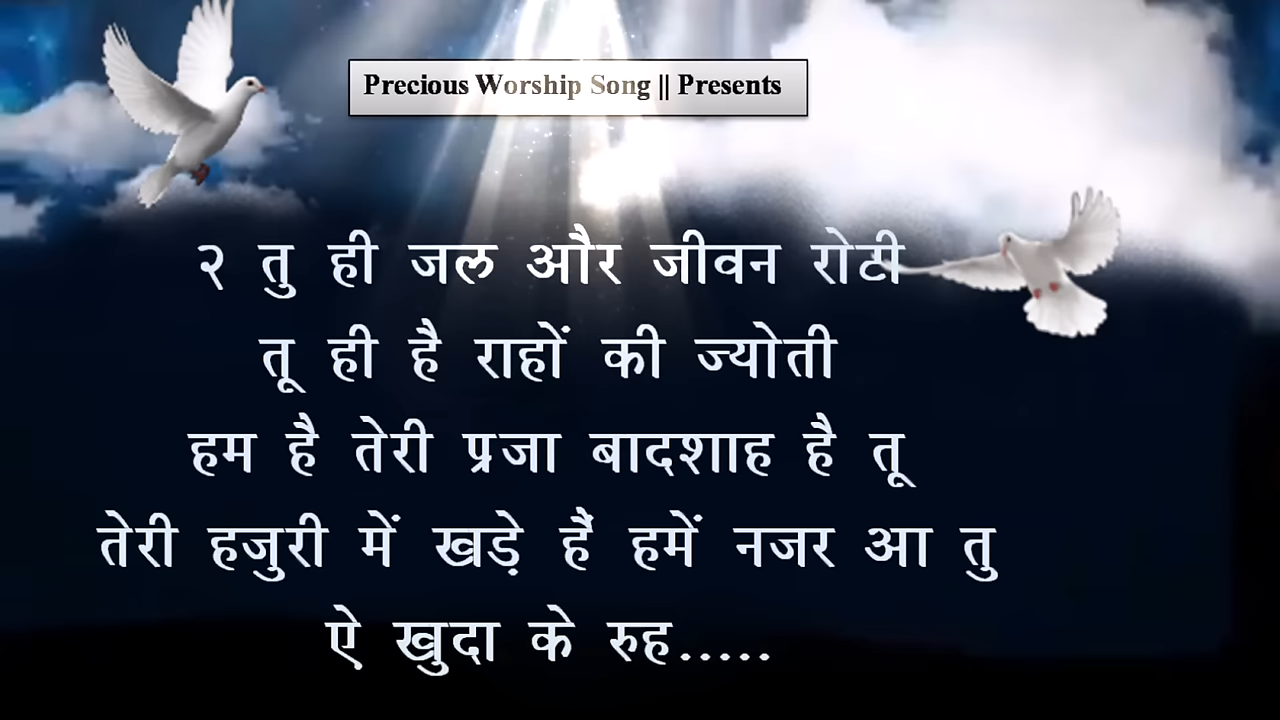 Precious Worship Song || Presents
२ तु ही जल और जीवन रोटी
तू ही है राहों की ज्योती
हम है तेरी प्रजा बादशाह है तू
तेरी हजुरी में खड़े हैं हमें नजर आ तु
ऐ खुदा के रुह.....